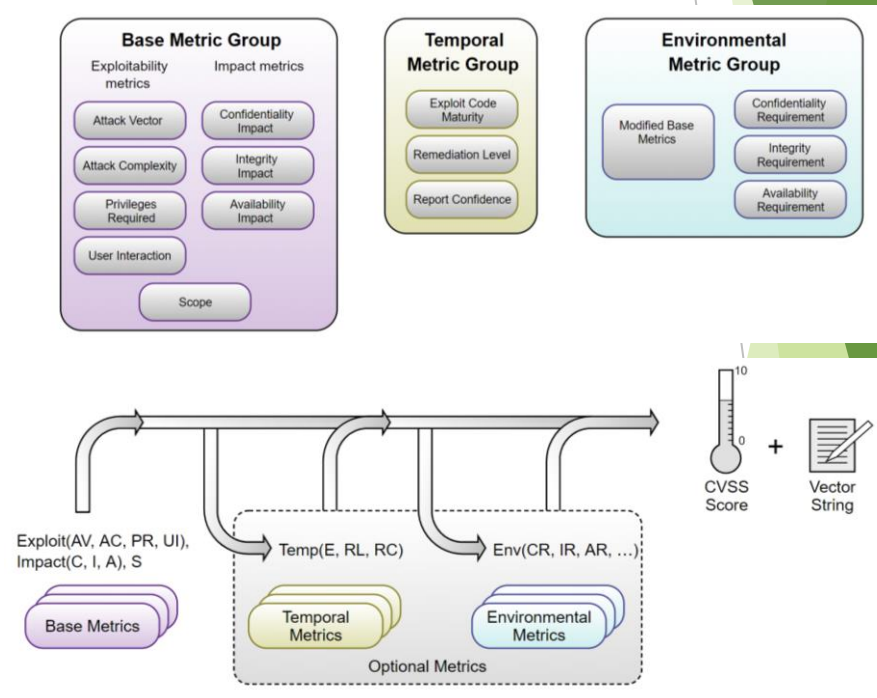 Base Metric Group
Exploitability
metrics
Impact metrics
Attack Vector
Attack Complexity
Privileges
Required
User Interaction
Confidentiality
Impact
Integrity
Impact
Availability
Impact
Scope
Temporal
Metric Group
Exploit Code
Maturity
Remediation Level
Report Confidence
Environmental
Metric Group
Modified Base
Metrics
Confidentiality
Requirement
Integrity
Requirement
Availability
Requirement
Exploit(AV, AC, PR, UI),
Impact(C, I, A), S
Base Metrics
Temp(E, RL, RC)
Temporal
Metrics
Env(CR, IR, AR, …)
Environmental
Metrics
Optional Metrics
10
0
CVSS
Score
+
Vector
String